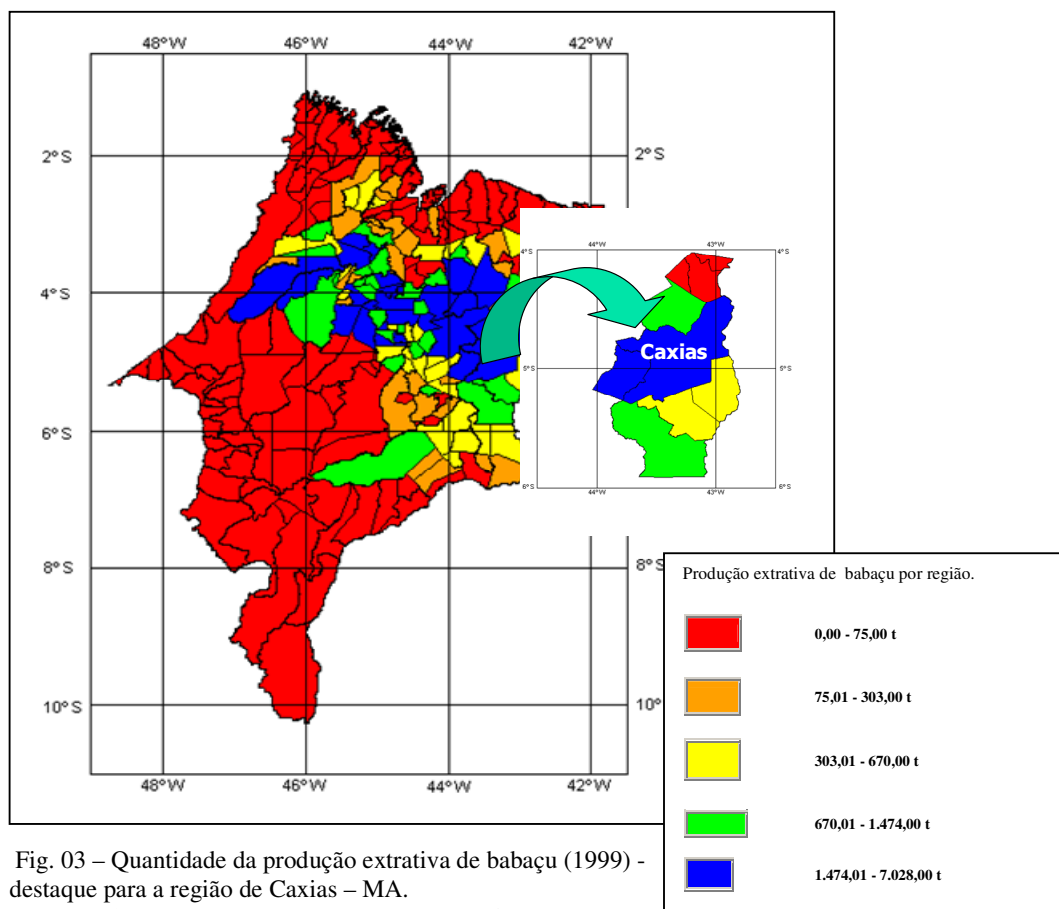 48°W 46°W 44°W 42°W
2°S 2°S
4°S
6°S
8°S 8°S
10°S 10°S
48°W 46°W 44°W 42°W
44°W 43°W
4°S 4°S
Caxias
5°S 5°S
6°S 6°S
44°W 43°W
Produção extrativa de babaçu por região.
0,00 - 75,00 t
75,01 - 303,00 t
303,01 - 670,00 t
670,01 - 1.474,00 t
1.474,01 - 7.028,00 t
Fig. 03 – Quantidade da produção extrativa de babaçu (1999) -
destaque para a região de Caxias – MA.